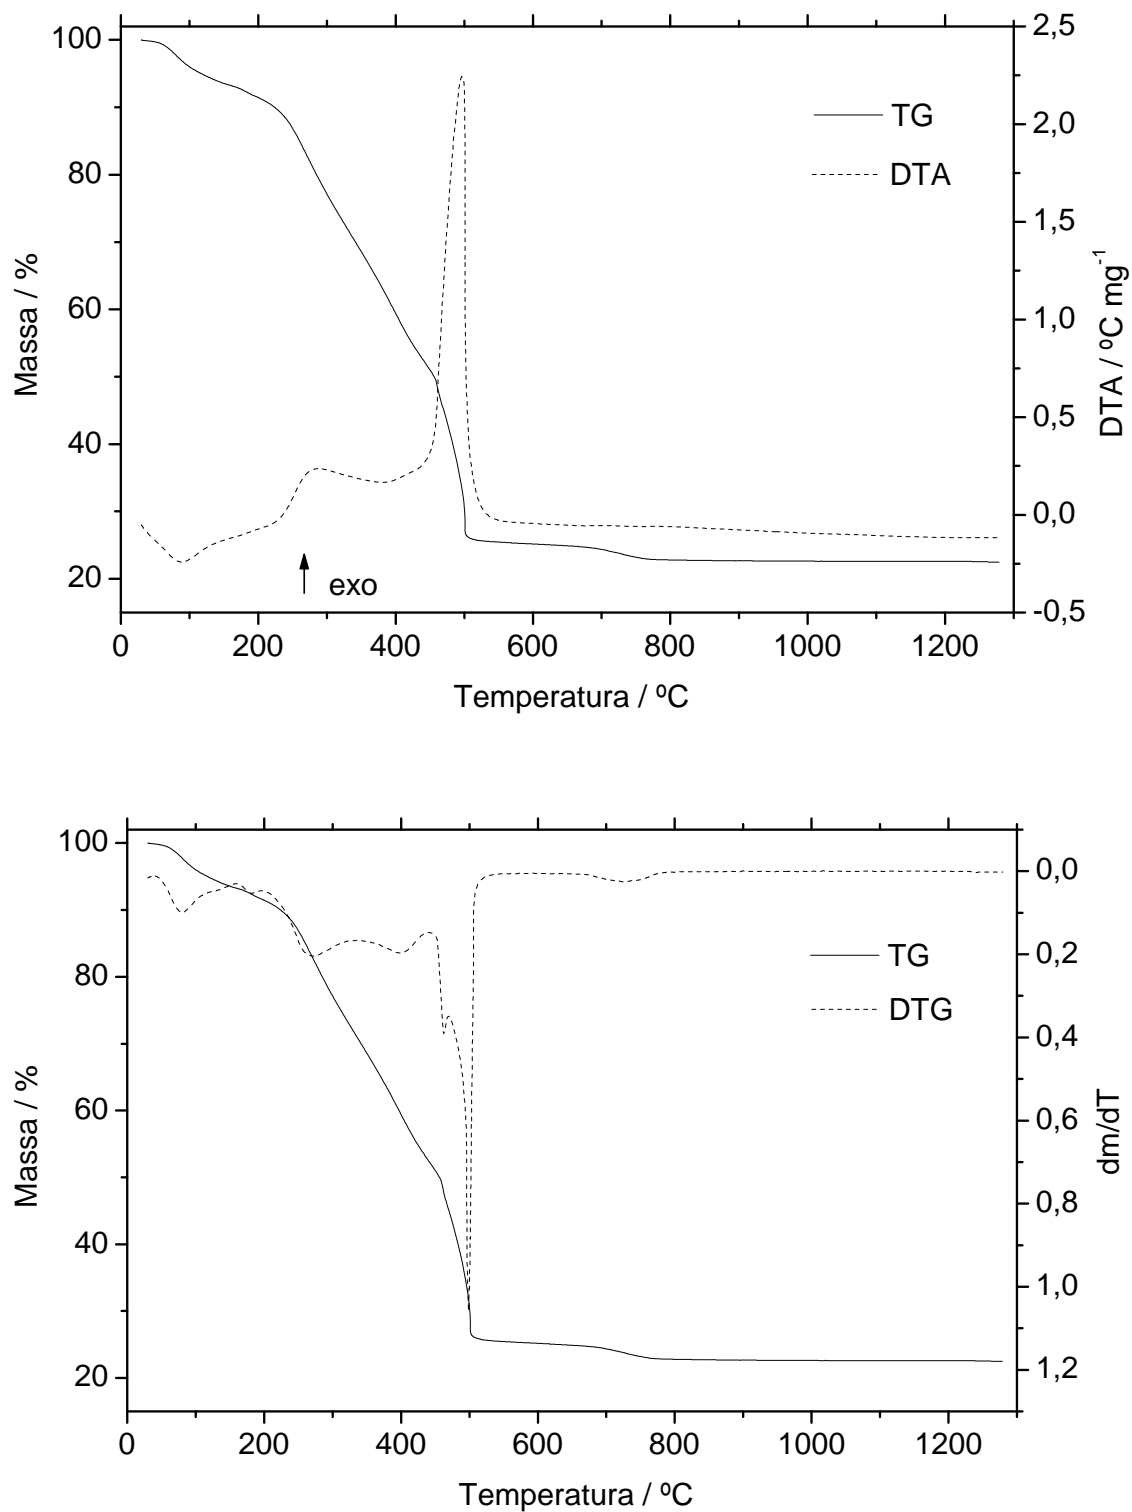 100
80
60
40
20
Massa / %
TG
DTA
exo
2,5
2,0
1,5
1,0
0,5
0,0
-0,5
DTA / ºC mg-1
0 200 400 600 800 1000 1200
Temperatura / ºC
100
80
60
40
20
Massa / %
TG
DTG
0,0
0,2
0,4
0,6
0,8
1,0
1,2
dm/dT
0 200 400 600 800 1000 1200
Temperatura / ºC